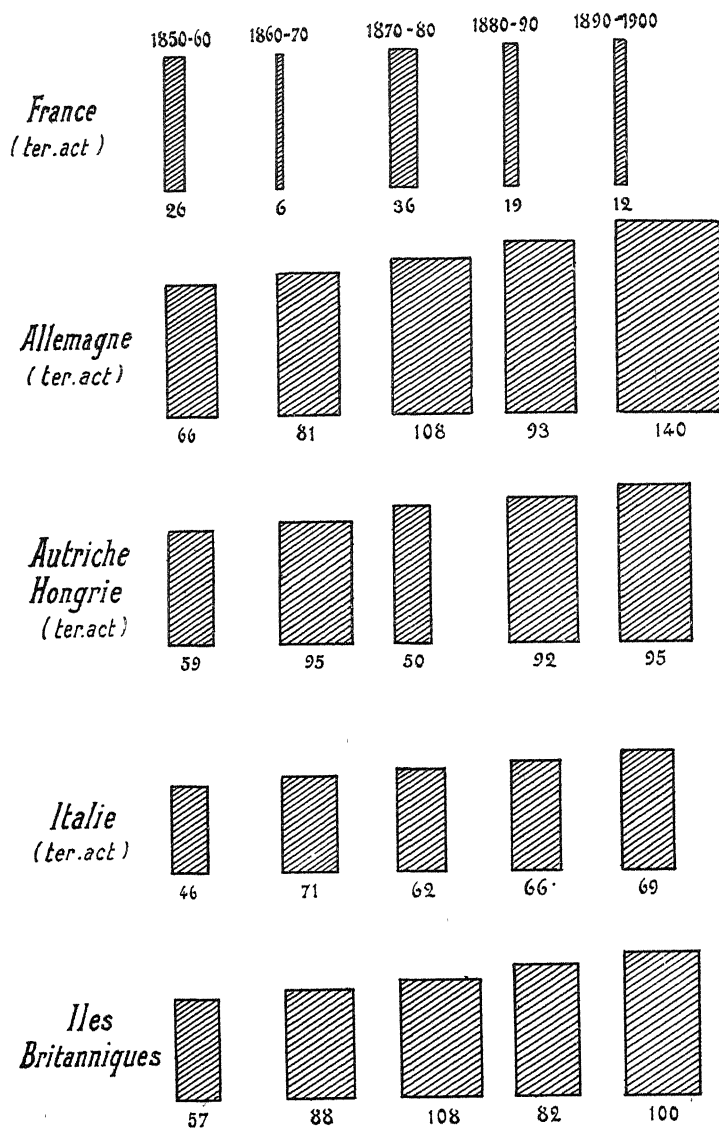 1850-60 1860-70 1870-80 1880-90 1890-1900
France
(ter.act)
26 6 36 19 12
Allemagne
(ter.act)
66 81 108 93 140
Autriche
Hongrie
(ter.act)
59 95 50 92 95
Italie
(ter.act)
46 71 62 66 69
Iles
Britanniques
57 88 108 82 100